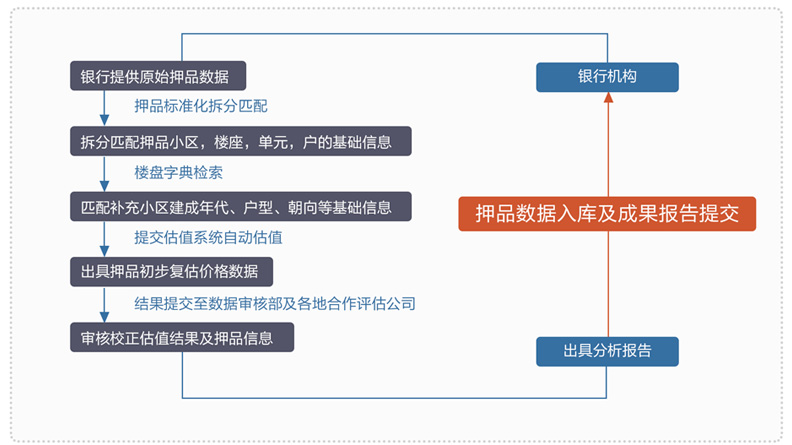 银行提供原始押品数据
押品标准化拆分匹配
拆分匹配押品小区，楼座，单元，户的基础信息
楼盘字典检索
匹配补充小区建成年代、户型、朝向等基础信息
提交估值系统自动估值
出具押品初步复估价格数据
结果提交至数据审核部及各地合作评估公司
审核校正估值结果及押品信息
银行机构
押品数据入库及成果报告提交
出具分析报告